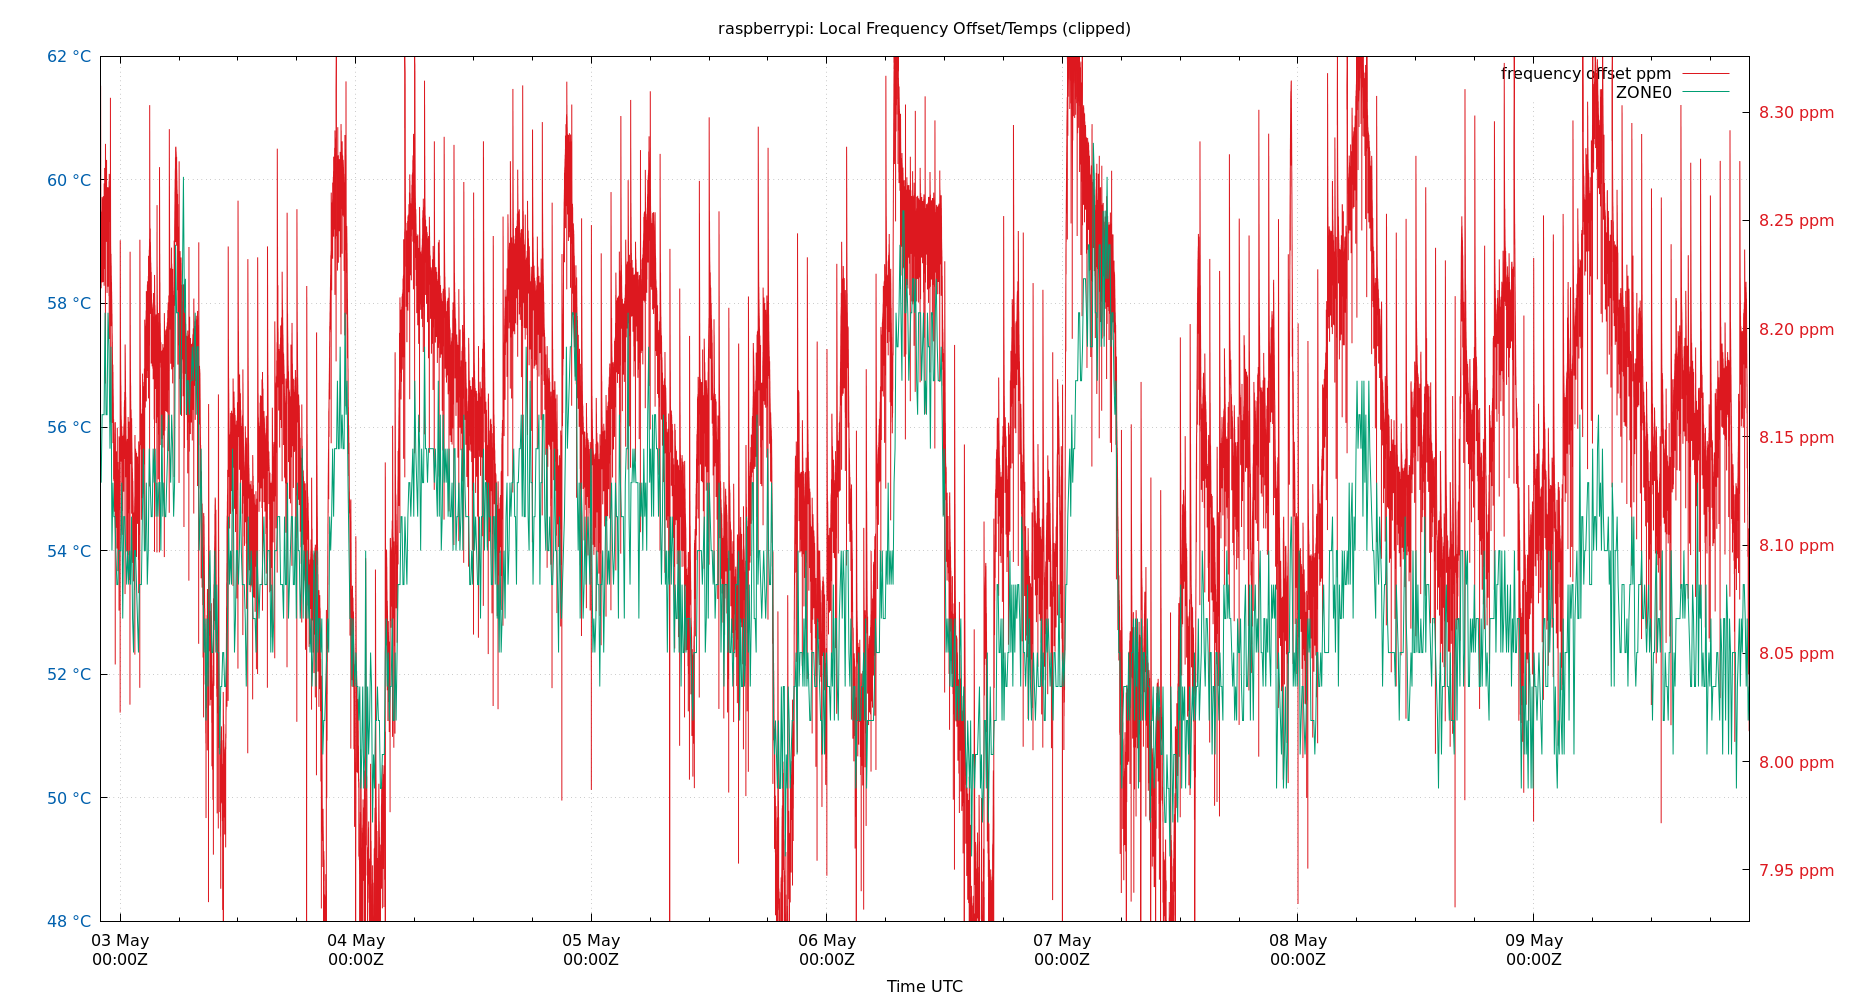 raspberrypi: Local Frequency Offset/Temps (clipped)
frequency offset ppm
ZONE0
62 °C
60 °C
58 °C
56 °C
54 °C
52 °C
50 °C
48 °C
8.30 ppm
8.25 ppm
8.20 ppm
8.15 ppm
8.10 ppm
8.05 ppm
8.00 ppm
7.95 ppm
03 May
00:00Z
04 May
00:00Z
05 May
00:00Z
06 May
00:00Z
07 May
00:00Z
08 May
00:00Z
09 May
00:00Z
Time UTC